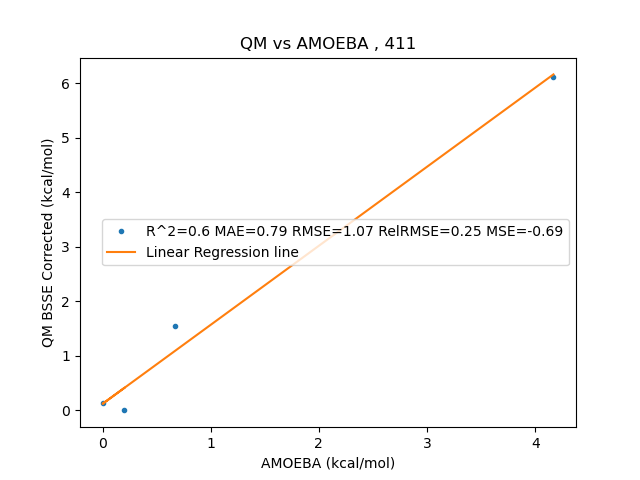 QM vs AMOEBA , 411
QM BSSE Corrected (kcal/mol)
6
5
4
3
2
1
0
R^2=0.6 MAE=0.79 RMSE=1.07 RelRMSE=0.25 MSE=-0.69
Linear Regression line
0 1 2 3 4
AMOEBA (kcal/mol)